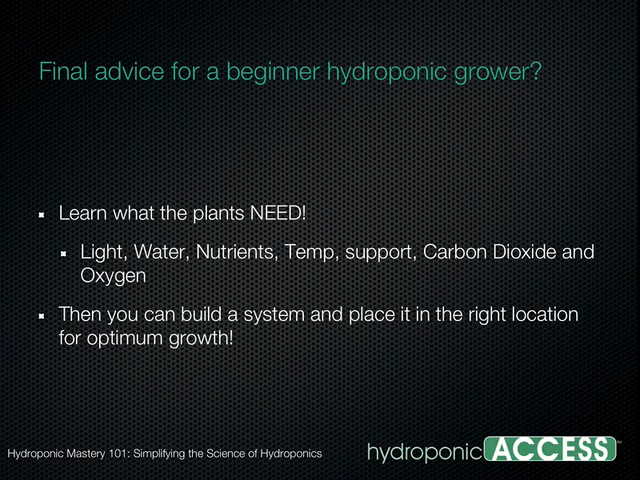 Final advice for a beginner hydroponic grower?
Learn what the plants NEED!
Light, Water, Nutrients, Temp, support, Carbon Dioxide and
Oxygen
Then you can build a system and place it in the right location
for optimum growth!
Hydroponic Mastery 101: Simplifying the Science of Hydroponics
hydroponic ACCESS™